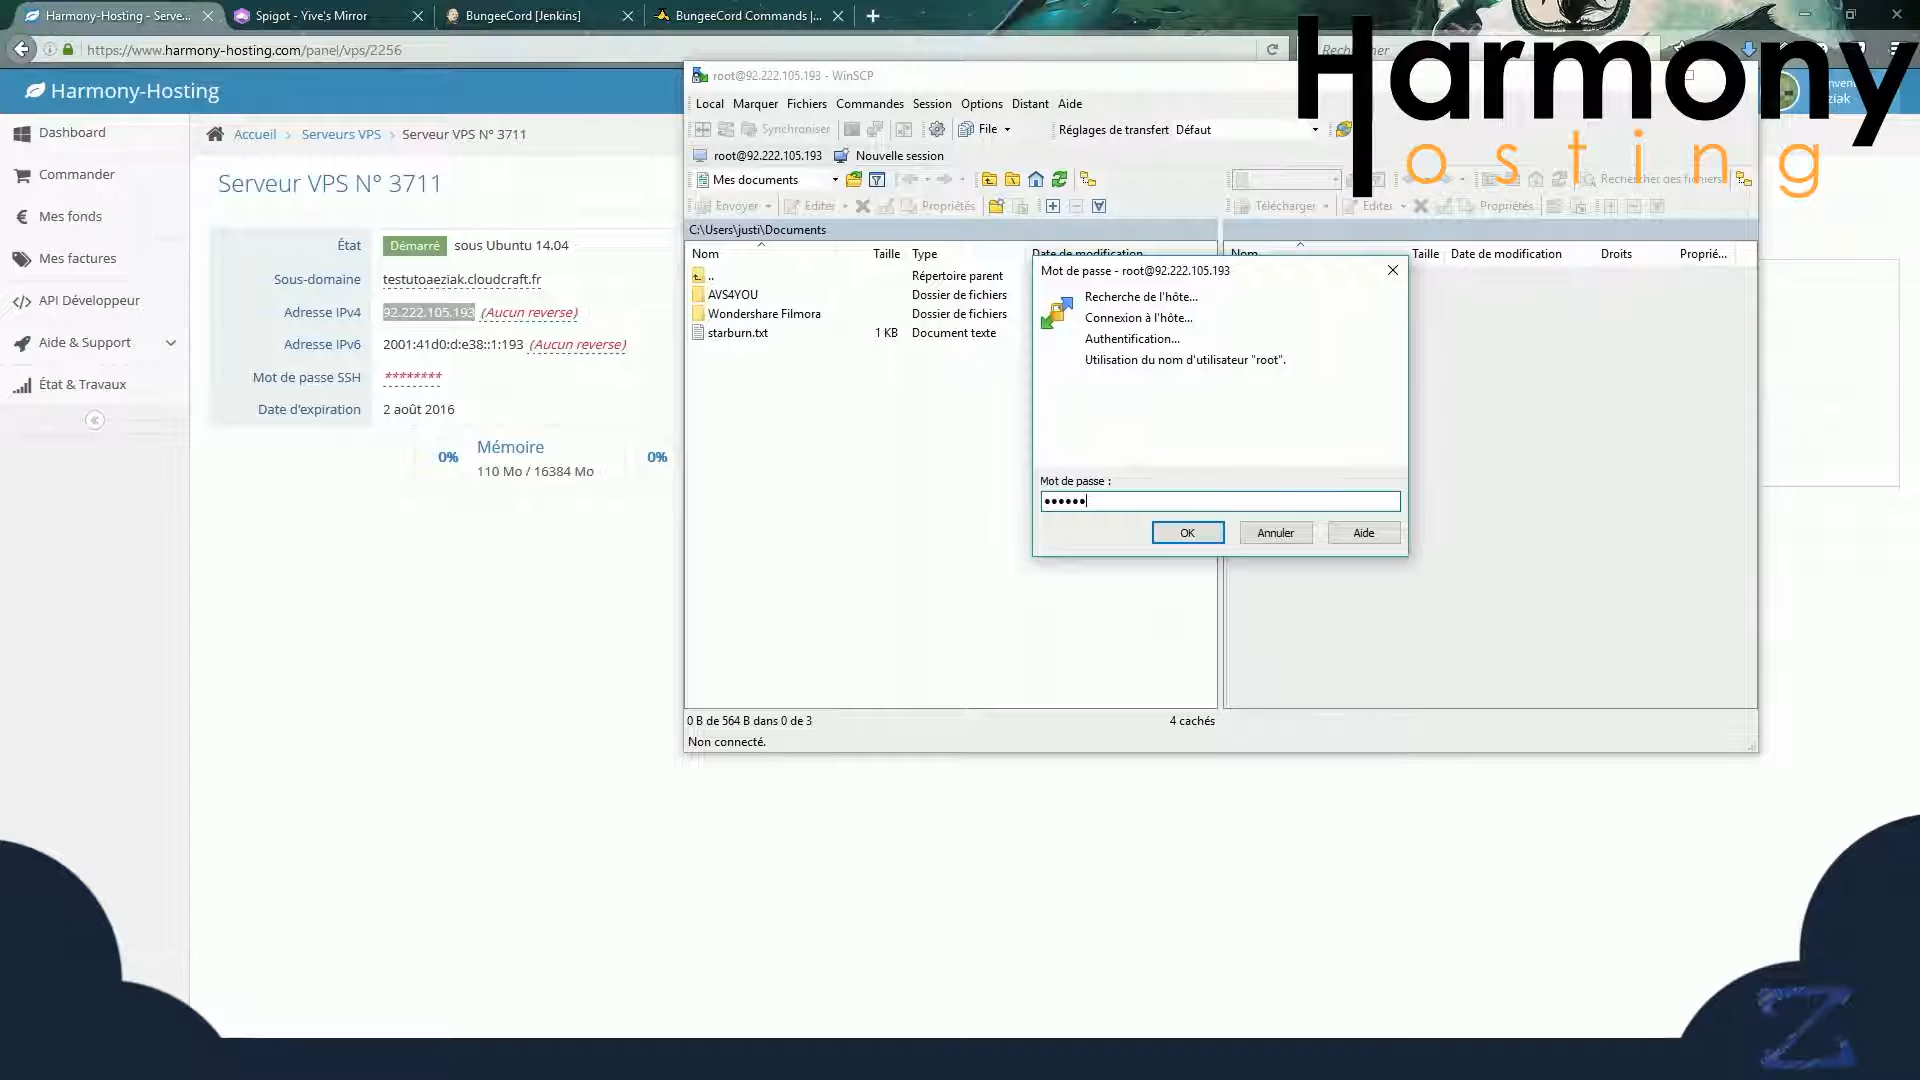 Harmony-Hosting - Serve...
Spigot - Yive's Mirror
BungeeCord [Jenkins]
BungeeCord Commands |...
https://www.harmony-hosting.com/panel/vps/2256
Rechercher
Harmony
osting
Harmony-Hosting
Dashboard
Commander
Mes fonds
Mes factures
API Développeur
Aide & Support
État & Travaux
Accueil > Serveurs VPS > Serveur VPS N° 3711
Serveur VPS N° 3711
État Démarré sous Ubuntu 14.04
Sous-domaine testutoaeziak.cloudcraft.fr
Adresse IPv4 92.222.105.193 (Aucun reverse)
Adresse IPv6 2001:41d0:d:e38::1:193 (Aucun reverse)
Mot de passe SSH ********
Date d'expiration 2 août 2016
0% Mémoire 0%
110 Mo / 16384 Mo
root@92.222.105.193 - WinSCP
Local Marquer Fichiers Commandes Session Options Distant Aide
Synchroniser File Réglages de transfert Défaut
root@92.222.105.193 Nouvelle session
Mes documents Rechercher des fichiers
Envoyer Editer Propriétés Télécharger Editer Propriétés
C:\Users\justi\Documents
Nom Taille Type Date de modification
Nom Taille Date de modification Droits Proprié...
.. Répertoire parent
AVS4YOU Dossier de fichiers
Wondershare Filmora Dossier de fichiers
starburn.txt 1 KB Document texte
Mot de passe - root@92.222.105.193
Recherche de l'hôte...
Connexion à l'hôte...
Authentification...
Utilisation du nom d'utilisateur "root".
Mot de passe :
••••••
OK Annuler Aide
0 B de 564 B dans 0 de 3 4 cachés
Non connecté.
Z